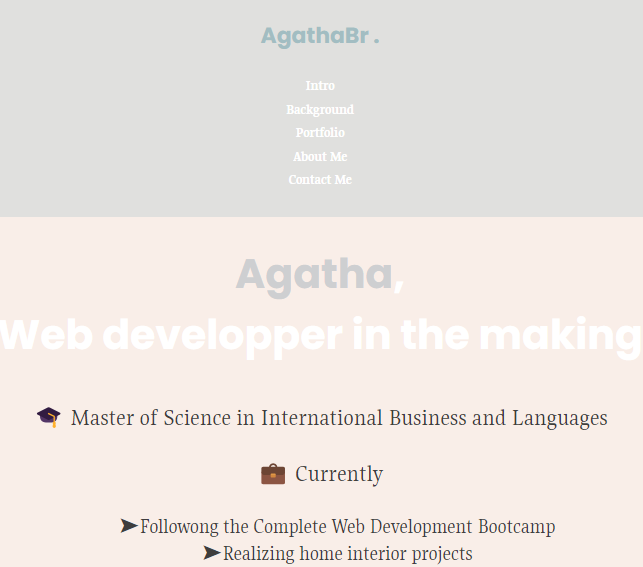 AgathaBr .
Intro
Background
Portfolio
About Me
Contact Me
Agatha,
Web developper in the making
Master of Science in International Business and Languages
Currently
➤Followong the Complete Web Development Bootcamp
➤Realizing home interior projects